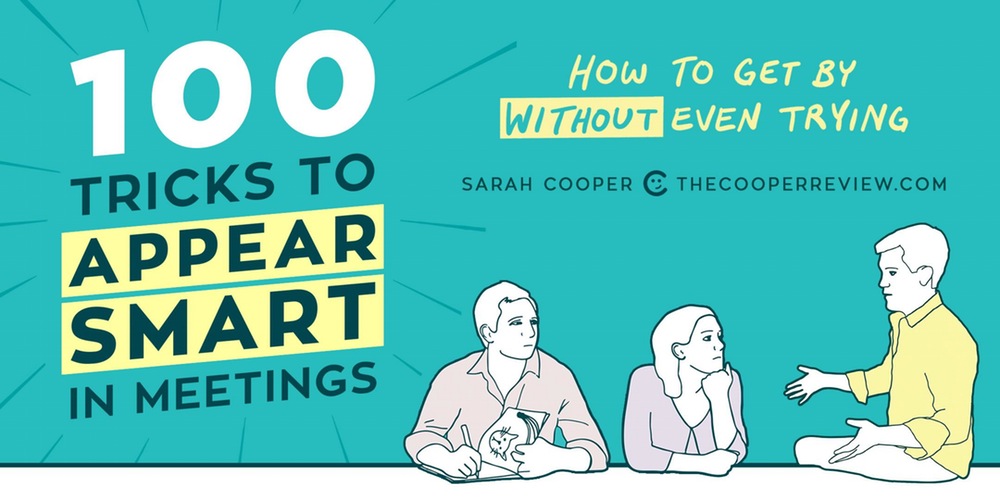 100
TRICKS TO
APPEAR
SMART
IN MEETINGS
HOW TO GET BY
WITHOUT EVEN TRYING
SARAH COOPER THECOOPERREVIEW.COM